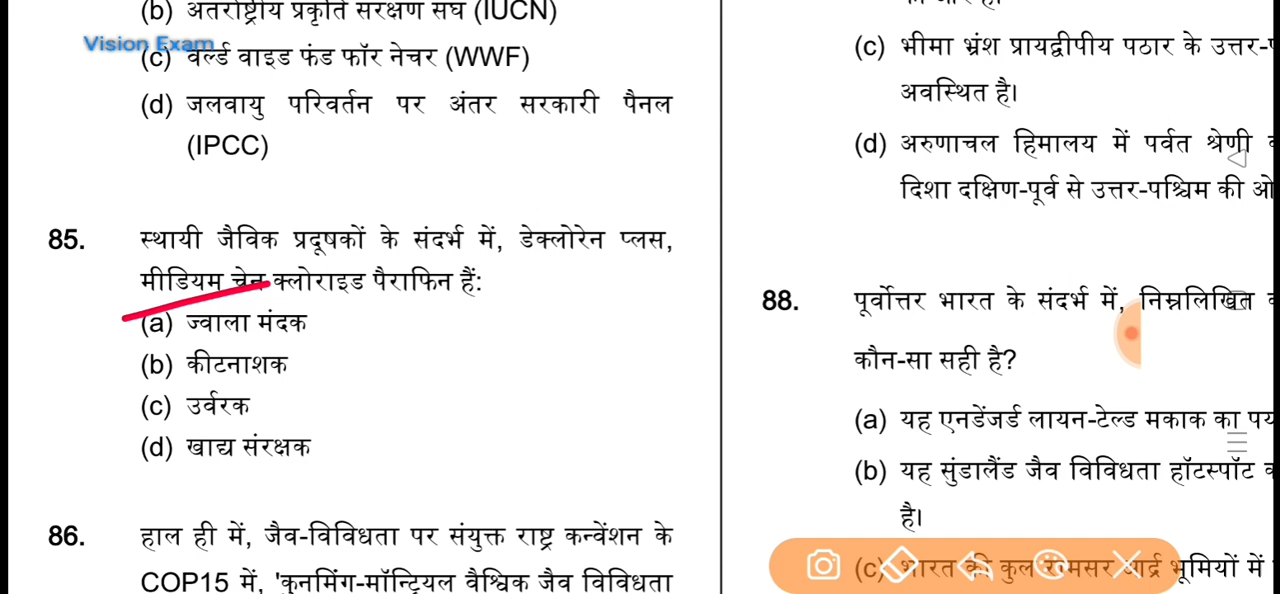 (b) अंतर्राष्ट्रीय प्रकृति संरक्षण संघ (IUCN)
Vision Exam
(c) वर्ल्ड वाइड फंड फॉर नेचर (WWF)
(d) जलवायु परिवर्तन पर अंतर सरकारी पैनल
(IPCC)
85. स्थायी जैविक प्रदूषकों के संदर्भ में, डेक्लोरेन प्लस,
मीडियम चेन क्लोराइड पैराफिन हैं:
(a) ज्वाला मंदक
(b) कीटनाशक
(c) उर्वरक
(d) खाद्य संरक्षक
86. हाल ही में, जैव-विविधता पर संयुक्त राष्ट्र कन्वेंशन के
COP15 में, 'कुनमिंग-मॉन्ट्रियल वैश्विक जैव विविधता
(c) भीमा भ्रंश प्रायद्वीपीय पठार के उत्तर-
अवस्थित है।
(d) अरुणाचल हिमालय में पर्वत श्रेणी
दिशा दक्षिण-पूर्व से उत्तर-पश्चिम की ओ
88. पूर्वोत्तर भारत के संदर्भ में, निम्नलिखित
कौन-सा सही है?
(a) यह एनडेंजर्ड लायन-टेल्ड मकाक का पय
(b) यह सुंडालैंड जैव विविधता हॉटस्पॉट
है।
(c) भारत की कुल रामसर आर्द्र भूमियों में